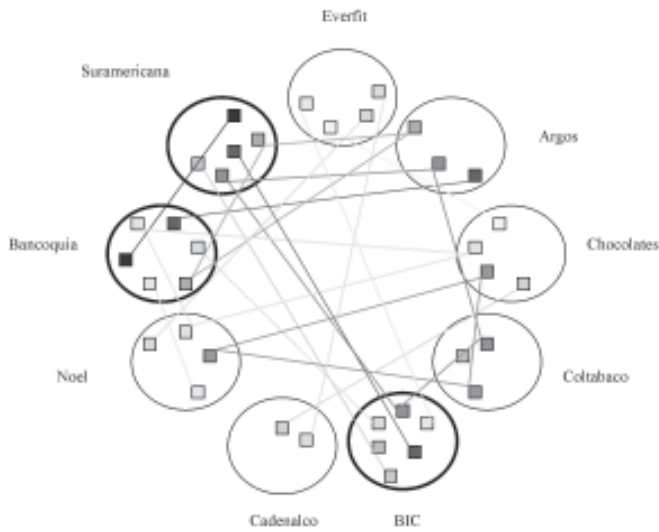 Everfit
Suramericana
Argos
Bancoquia
Chocolates
Noel
Coltabaco
Cadenalco
BIC